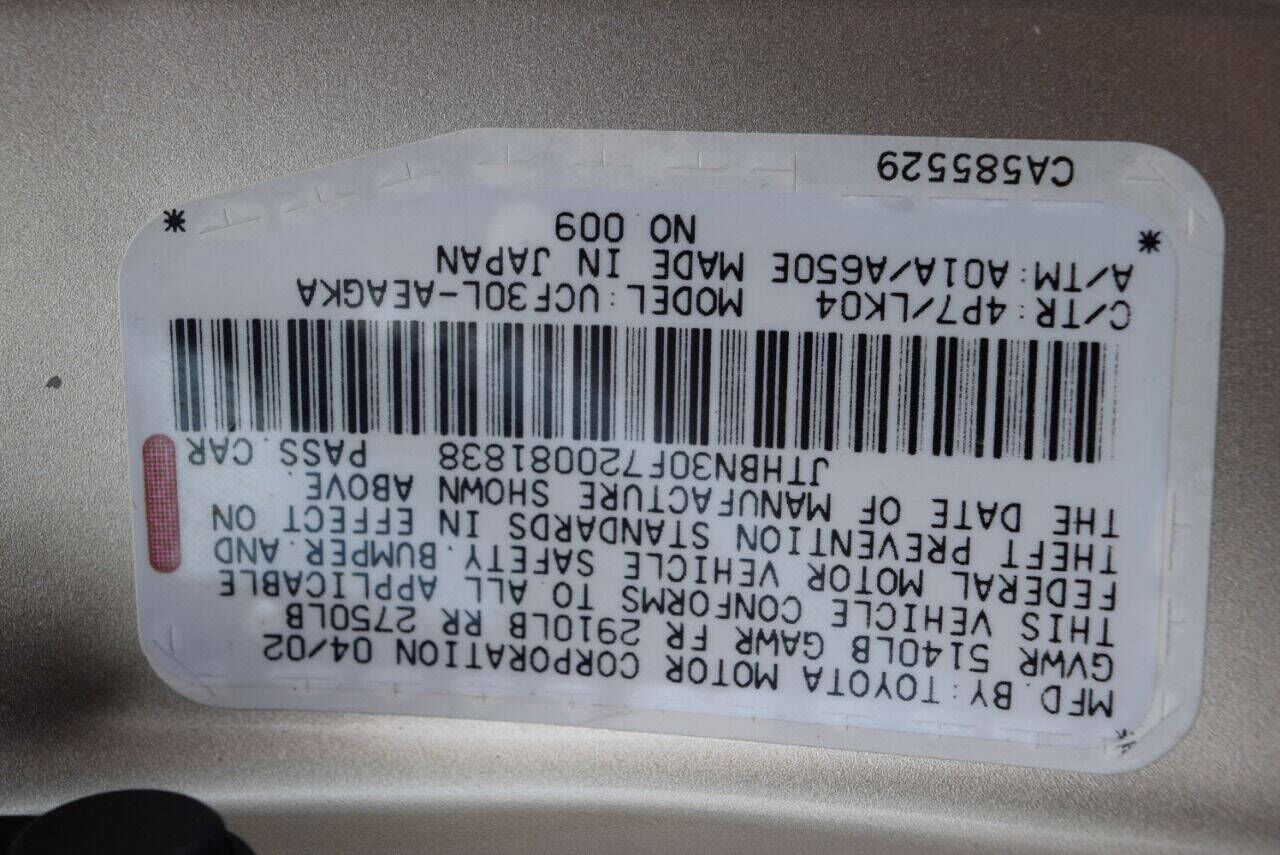 MFD. BY: TOYOTA MOTOR CORPORATION 04/02
GVWR 5140LB GAWR FR 2910LB RR 2750LB
THIS VEHICLE CONFORMS TO ALL APPLICABLE
FEDERAL MOTOR VEHICLE SAFETY. BUMPER. AND
THEFT PREVENTION STANDARDS IN EFFECT ON
THE DATE OF MANUFACTURE SHOWN ABOVE.
JTHBN30F720081838 PASS. CAR
C/TR: 4P7/LK04 MODEL: UCF30L-AEAGKA
A/TM: A01A/A650E MADE IN JAPAN
NO 009
CA585529